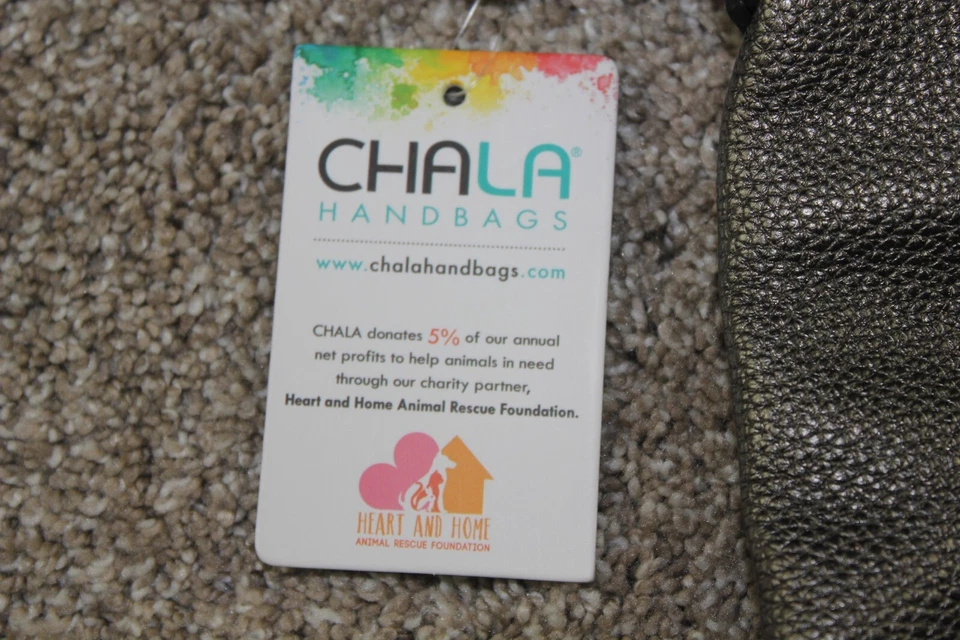 CHALA®
HANDBAGS
www.chalahandbags.com
CHALA donates 5% of our annual
net profits to help animals in need
through our charity partner,
Heart and Home Animal Rescue Foundation.
HEART AND HOME
ANIMAL RESCUE FOUNDATION